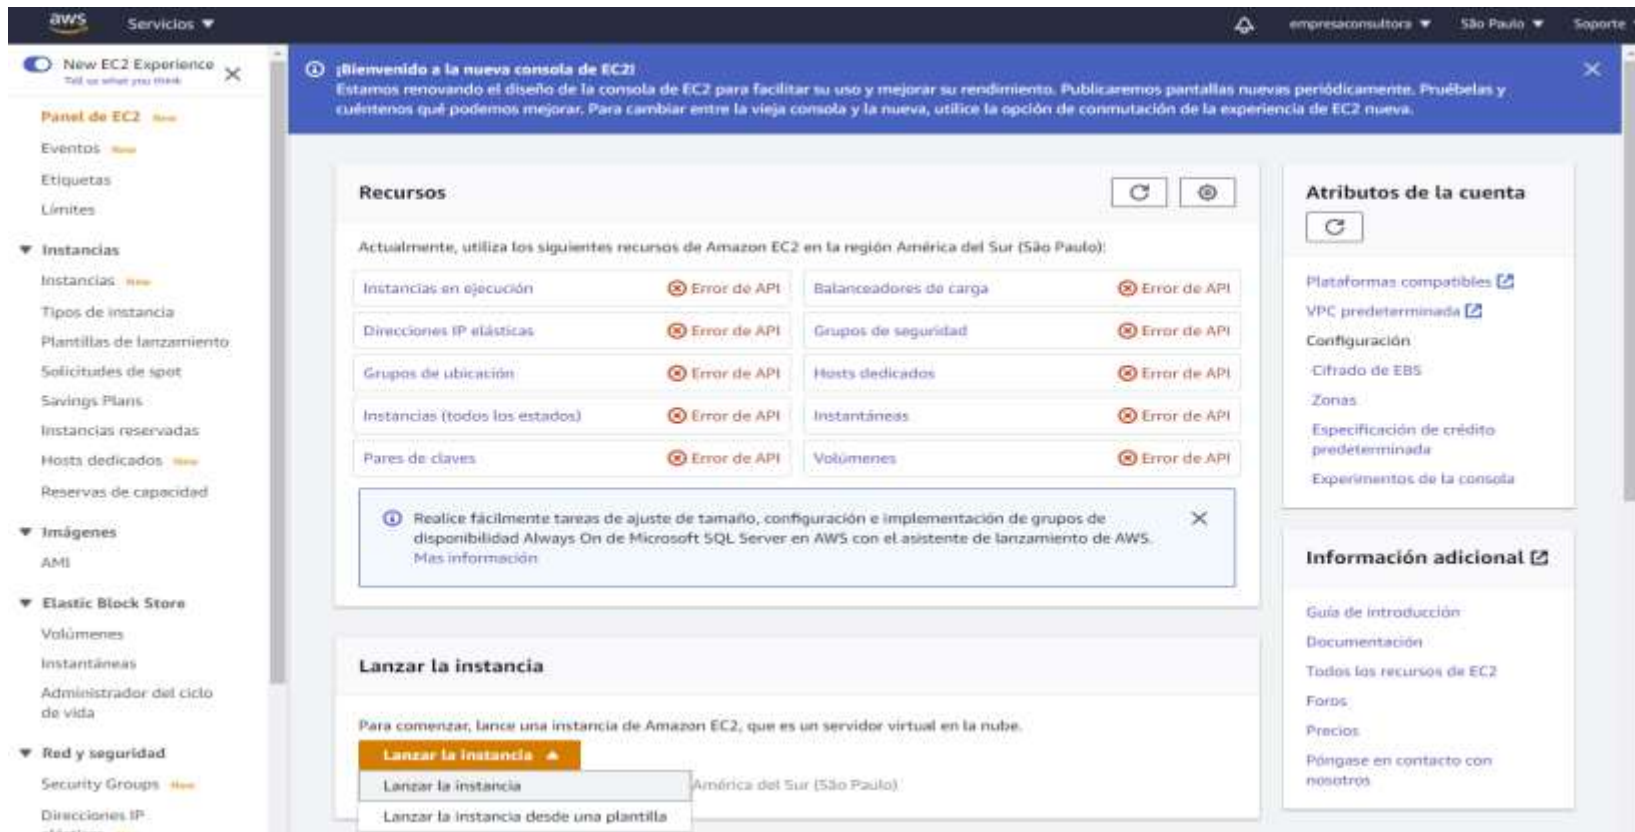 aws
Servicios
empresaconsultora
São Paulo
Soporte
New EC2 Experience
Tell us what you think
Panel de EC2 New
Eventos New
Etiquetas
Límites
Instancias
Instancias New
Tipos de instancia
Plantillas de lanzamiento
Solicitudes de spot
Savings Plans
Instancias reservadas
Hosts dedicados New
Reservas de capacidad
Imágenes
AMI
Elastic Block Store
Volúmenes
Instantáneas
Administrador del ciclo
de vida
Red y seguridad
Security Groups New
Direcciones IP
¡Bienvenido a la nueva consola de EC2!
Estamos renovando el diseño de la consola de EC2 para facilitar su uso y mejorar su rendimiento. Publicaremos pantallas nuevas periódicamente. Pruébelas y
cuéntenos qué podemos mejorar. Para cambiar entre la vieja consola y la nueva, utilice la opción de conmutación de la experiencia de EC2 nueva.
Recursos
Actualmente, utiliza los siguientes recursos de Amazon EC2 en la región América del Sur (São Paulo):
Instancias en ejecución Error de API Balanceadores de carga Error de API
Direcciones IP elásticas Error de API Grupos de seguridad Error de API
Grupos de ubicación Error de API Hosts dedicados Error de API
Instancias (todos los estados) Error de API Instantáneas Error de API
Pares de claves Error de API Volúmenes Error de API
Realice fácilmente tareas de ajuste de tamaño, configuración e implementación de grupos de
disponibilidad Always On de Microsoft SQL Server en AWS con el asistente de lanzamiento de AWS.
Mas información
Lanzar la instancia
Para comenzar, lance una instancia de Amazon EC2, que es un servidor virtual en la nube.
Lanzar la instancia
Lanzar la instancia
América del Sur (São Paulo)
Lanzar la instancia desde una plantilla
Atributos de la cuenta
Plataformas compatibles
VPC predeterminada
Configuración
Cifrado de EBS
Zonas
Especificación de crédito
predeterminada
Experimentos de la consola
Información adicional
Guía de introducción
Documentación
Todos los recursos de EC2
Foros
Precios
Póngase en contacto con
nosotros